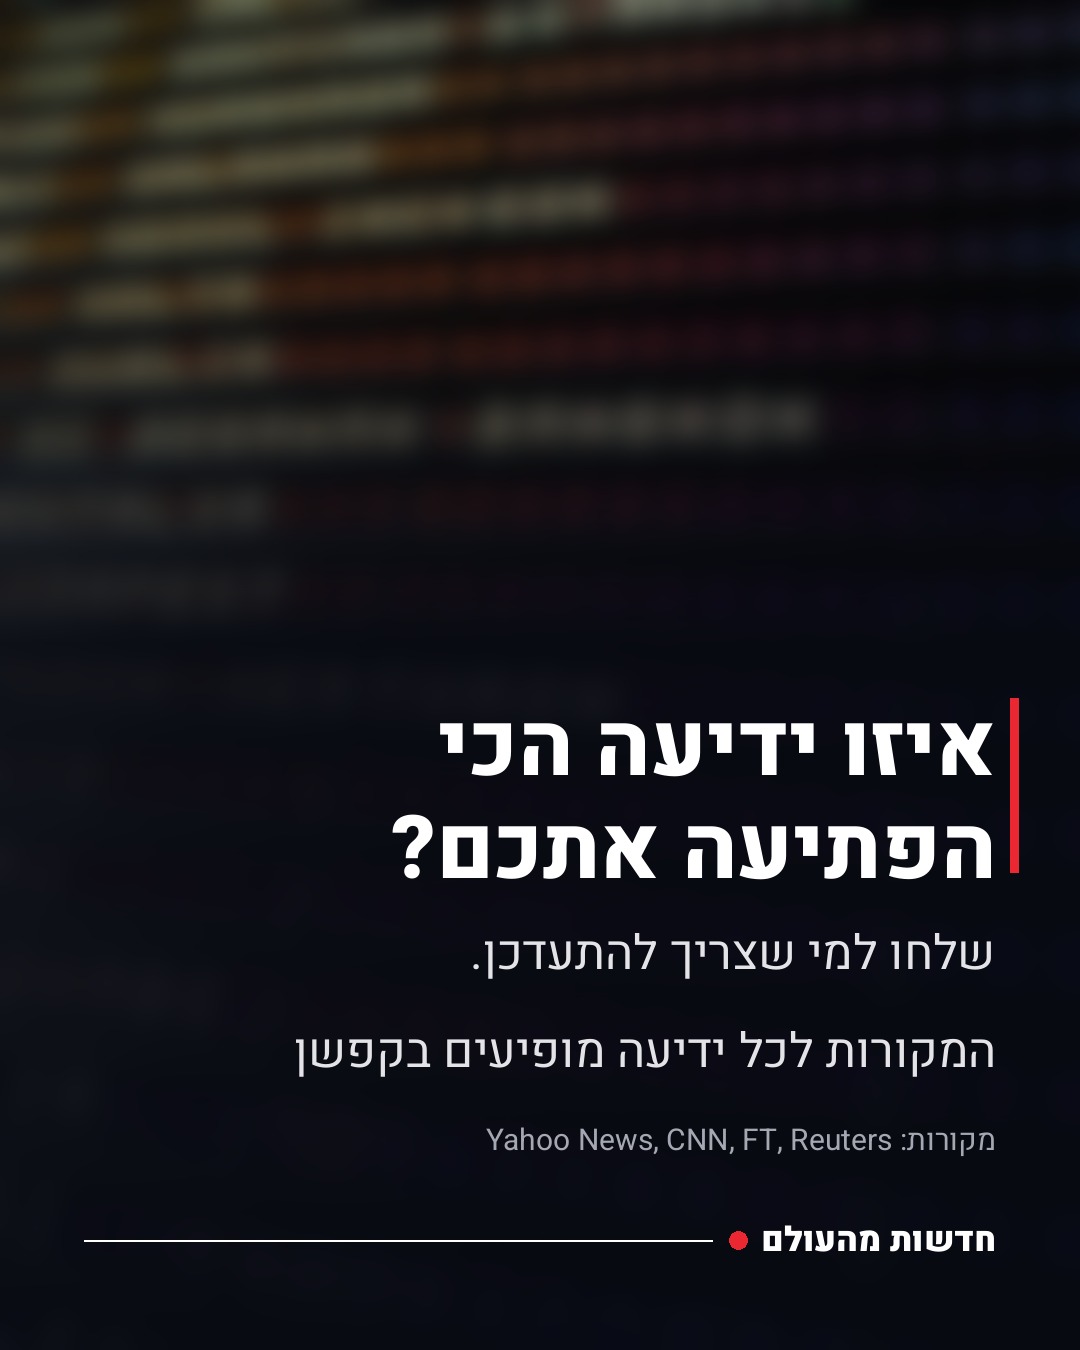 איזו ידיעה הכי
הפתיעה אתכם?
שלחו למי שצריך להתעדכן.
המקורות לכל ידיעה מופיעים בקפשן
מקורות: Yahoo News, CNN, FT, Reuters
חדשות מהעולם